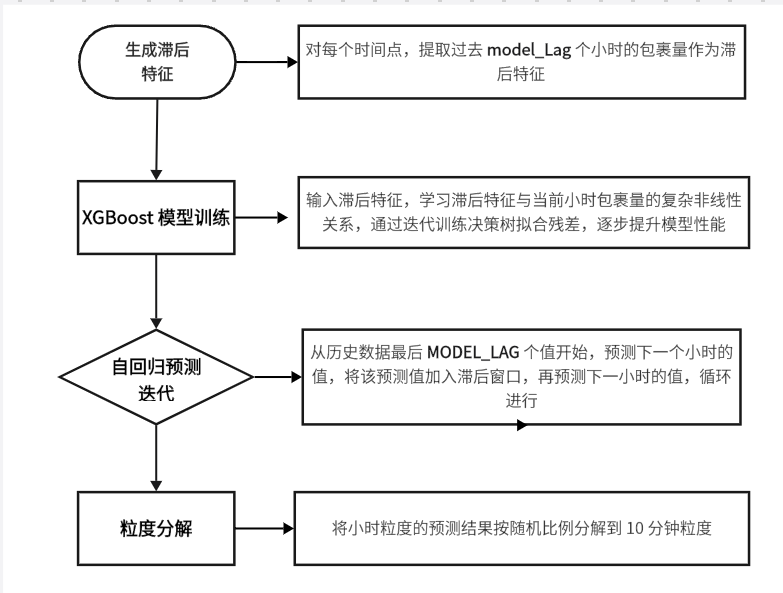 生成滞后
特征
对每个时间点，提取过去 model_Lag 个小时的包裹量作为滞
后特征
XGBoost 模型训练
输入滞后特征，学习滞后特征与当前小时包裹量的复杂非线性
关系，通过迭代训练决策树拟合残差，逐步提升模型性能
自回归预测
迭代
从历史数据最后 MODEL_LAG 个值开始，预测下一个小时的
值，将该预测值加入滞后窗口，再预测下一小时的值，循环
进行
粒度分解
将小时粒度的预测结果按随机比例分解到 10 分钟粒度